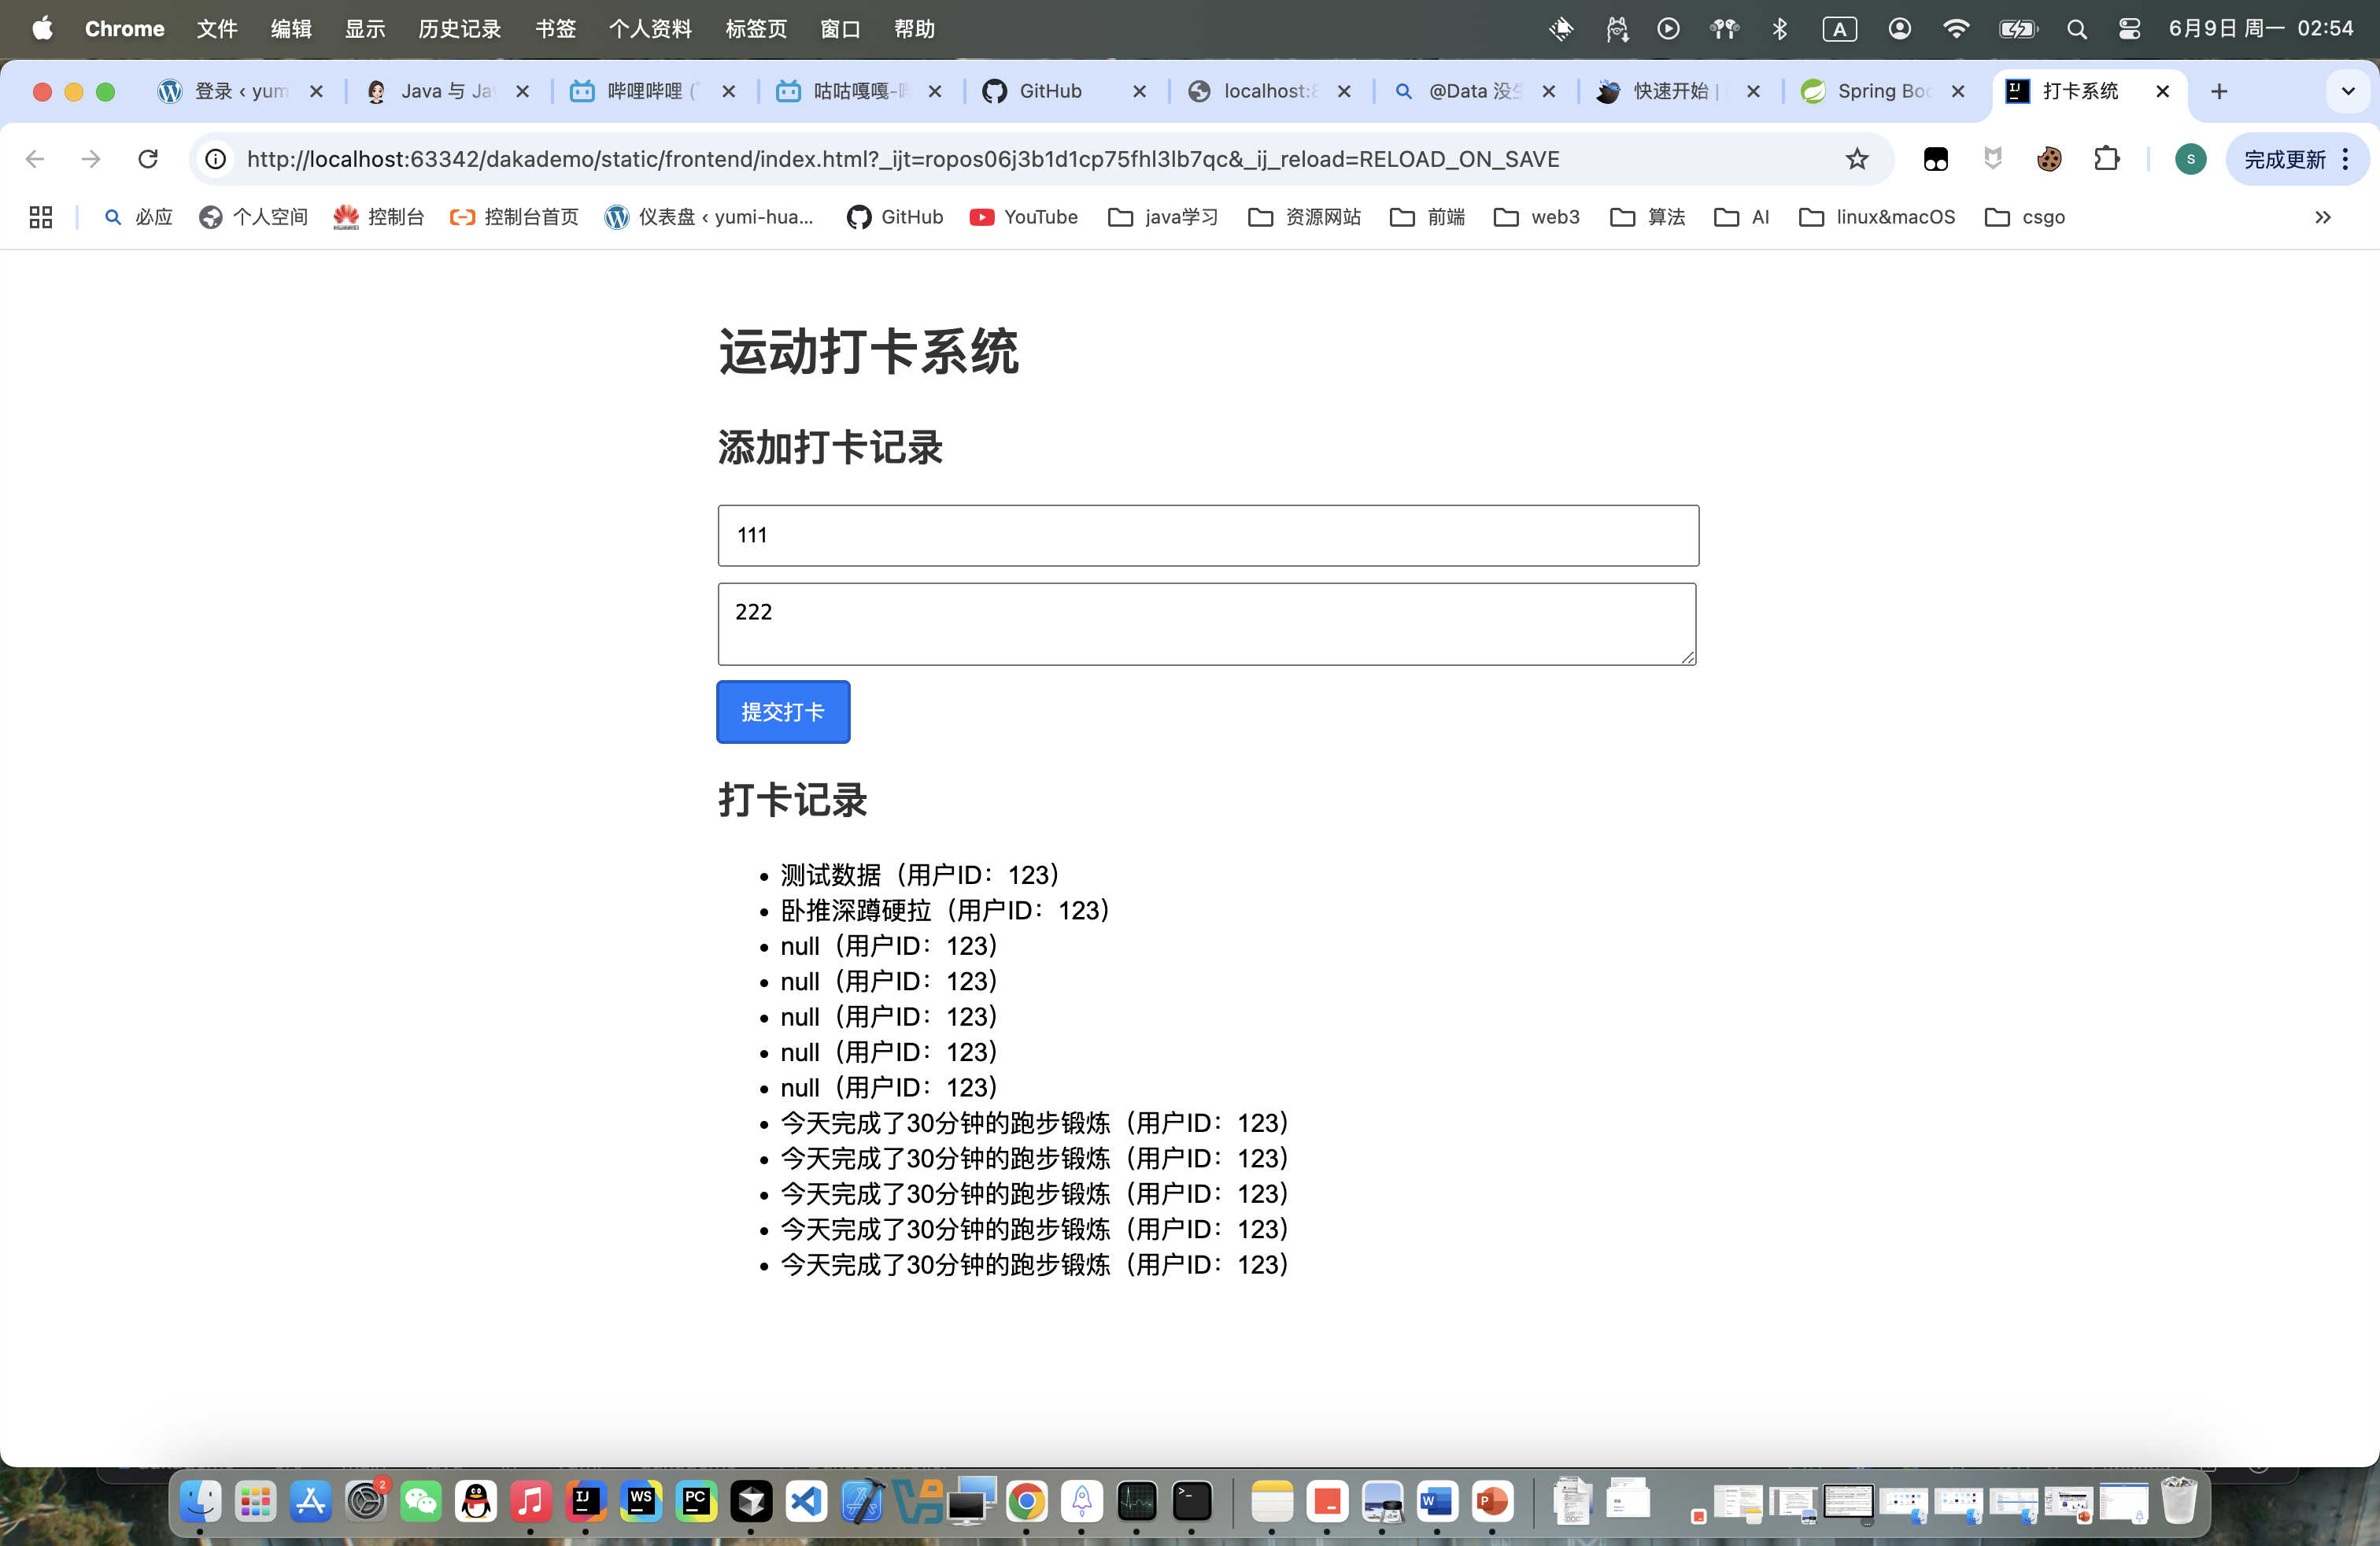 Chrome 文件 编辑 显示 历史记录 书签 个人资料 标签页 窗口 帮助 A 6月9日 周一 02:54
登录 ‹ yum Java 与 Ja 哔哩哔哩 ( 咕咕嘎嘎- GitHub localhost:8 @Data 没 快速开始 | Spring Boo 打卡系统
http://localhost:63342/dakademo/static/frontend/index.html?_ijt=ropos06j3b1d1cp75fhl3lb7qc&_ij_reload=RELOAD_ON_SAVE S 完成更新
必应 个人空间 控制台 控制台首页 仪表盘 ‹ yumi-hua... GitHub YouTube java学习 资源网站 前端 web3 算法 AI linux&macOS csgo
运动打卡系统
添加打卡记录
111
222
提交打卡
打卡记录
测试数据（用户ID：123）
卧推深蹲硬拉（用户ID：123）
null（用户ID：123）
null（用户ID：123）
null（用户ID：123）
null（用户ID：123）
null（用户ID：123）
今天完成了30分钟的跑步锻炼（用户ID：123）
今天完成了30分钟的跑步锻炼（用户ID：123）
今天完成了30分钟的跑步锻炼（用户ID：123）
今天完成了30分钟的跑步锻炼（用户ID：123）
今天完成了30分钟的跑步锻炼（用户ID：123）
2 IJ WS PC W P